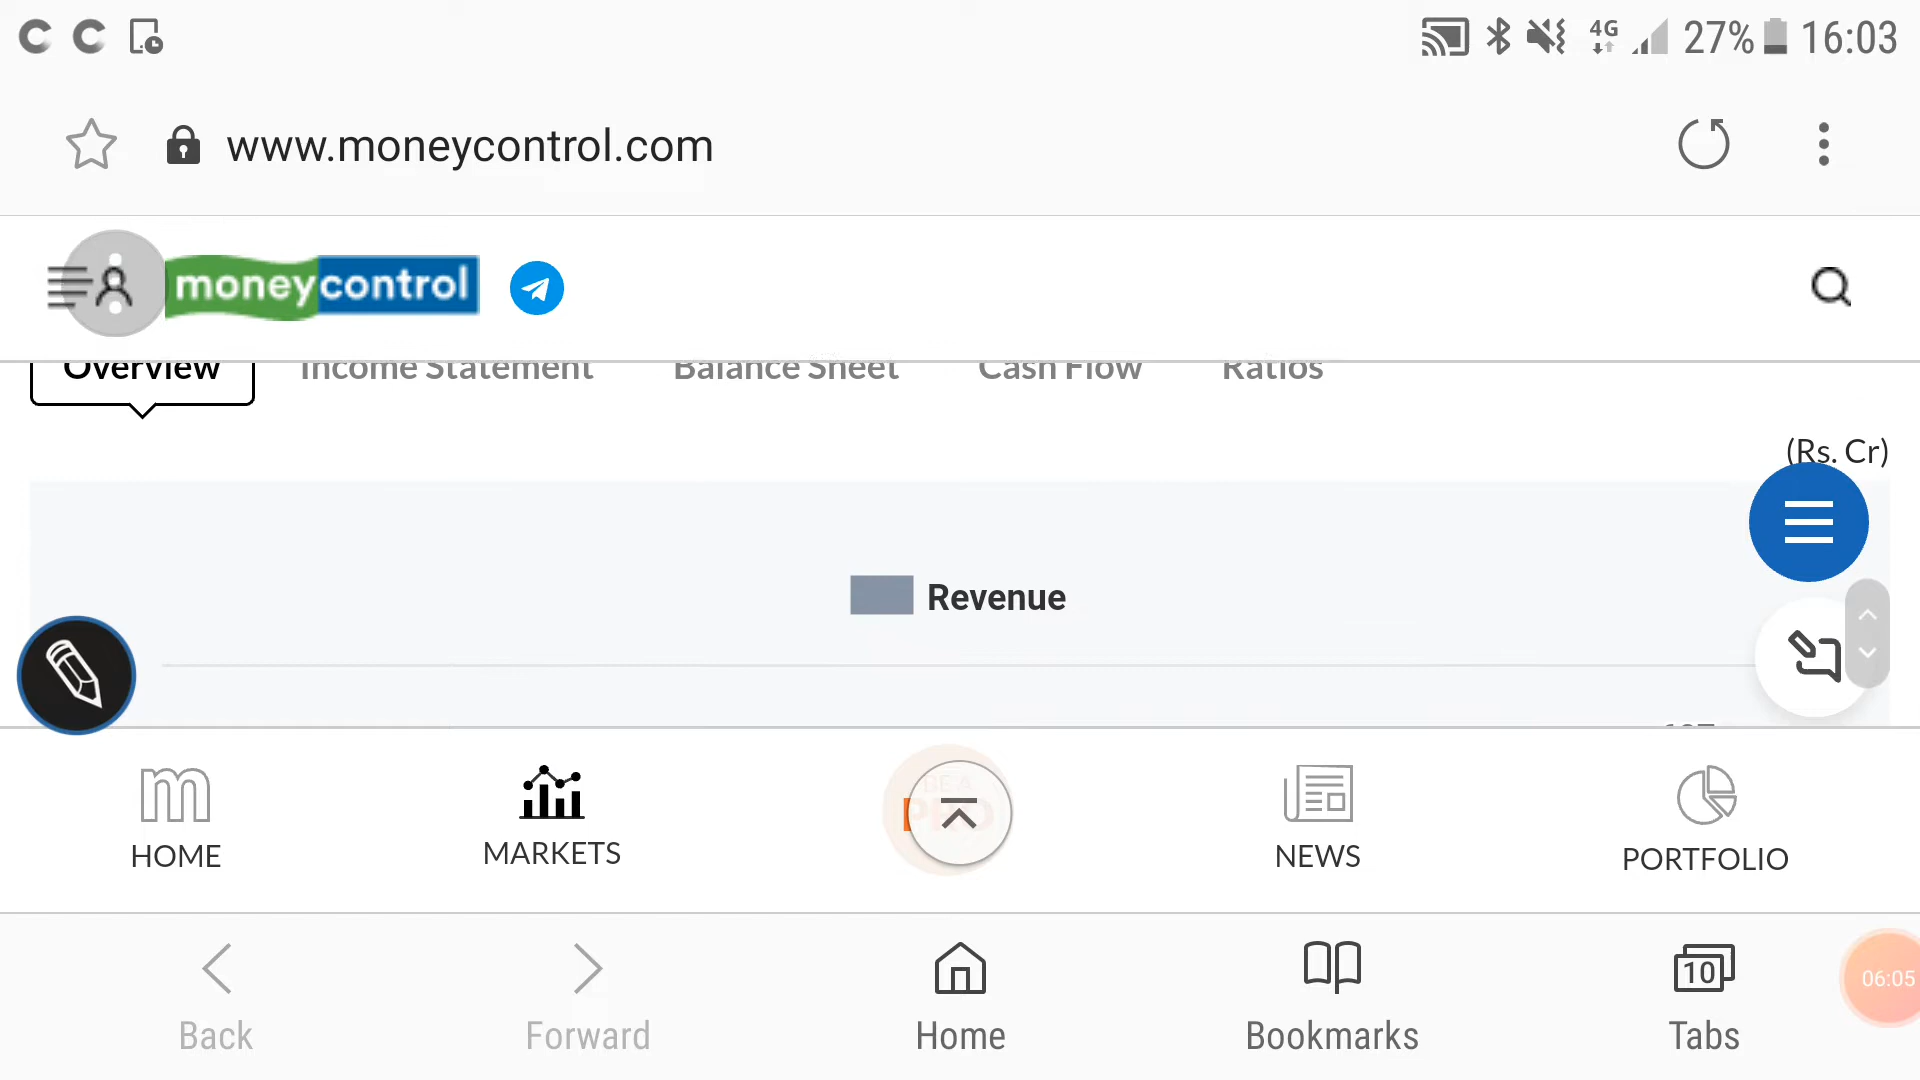 4G 27% 16:03
www.moneycontrol.com
moneycontrol
Overview Income Statement Balance Sheet Cash Flow Ratios
(Rs. Cr)
Revenue
HOME MARKETS NEWS PORTFOLIO
10 06:05
Back Forward Home Bookmarks Tabs